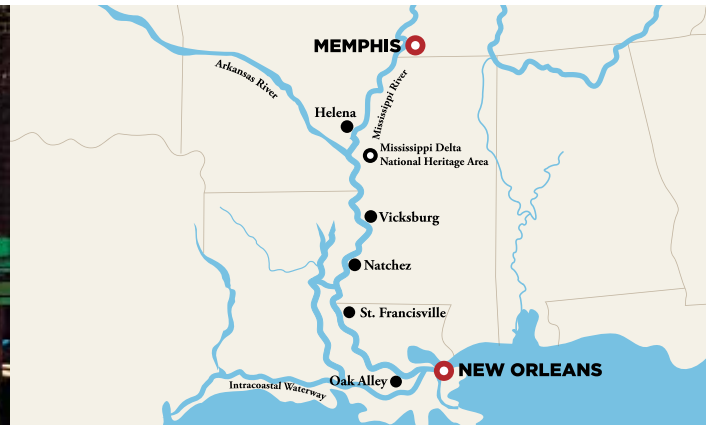 MEMPHIS
Arkansas River
Mississippi River
Helena
Mississippi Delta
National Heritage Area
Vicksburg
Natchez
St. Francisville
NEW ORLEANS
Oak Alley
Intracoastal Waterway